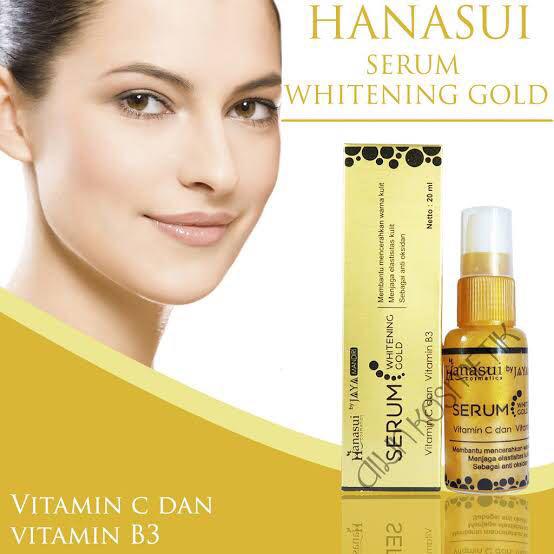 HANASUI
SERUM
WHITENING GOLD
Netto : 20 ml
Membantu mencerahkan warna kulit
Menjaga elastisitas kulit
Sebagai anti oksidan
Hanasui by JAYA MANDIRI
SERUM WHITENING GOLD
Vitamin C dan Vitamin B3
Hanasui by JAYA
cosmetics
SERUM WHITE
GOLD
Vitamin C dan Vitam
Membantu mencerahkan warna
Menjaga elastisitas kulit
Sebagai anti oksidan
VITAMIN C DAN
VITAMIN B3